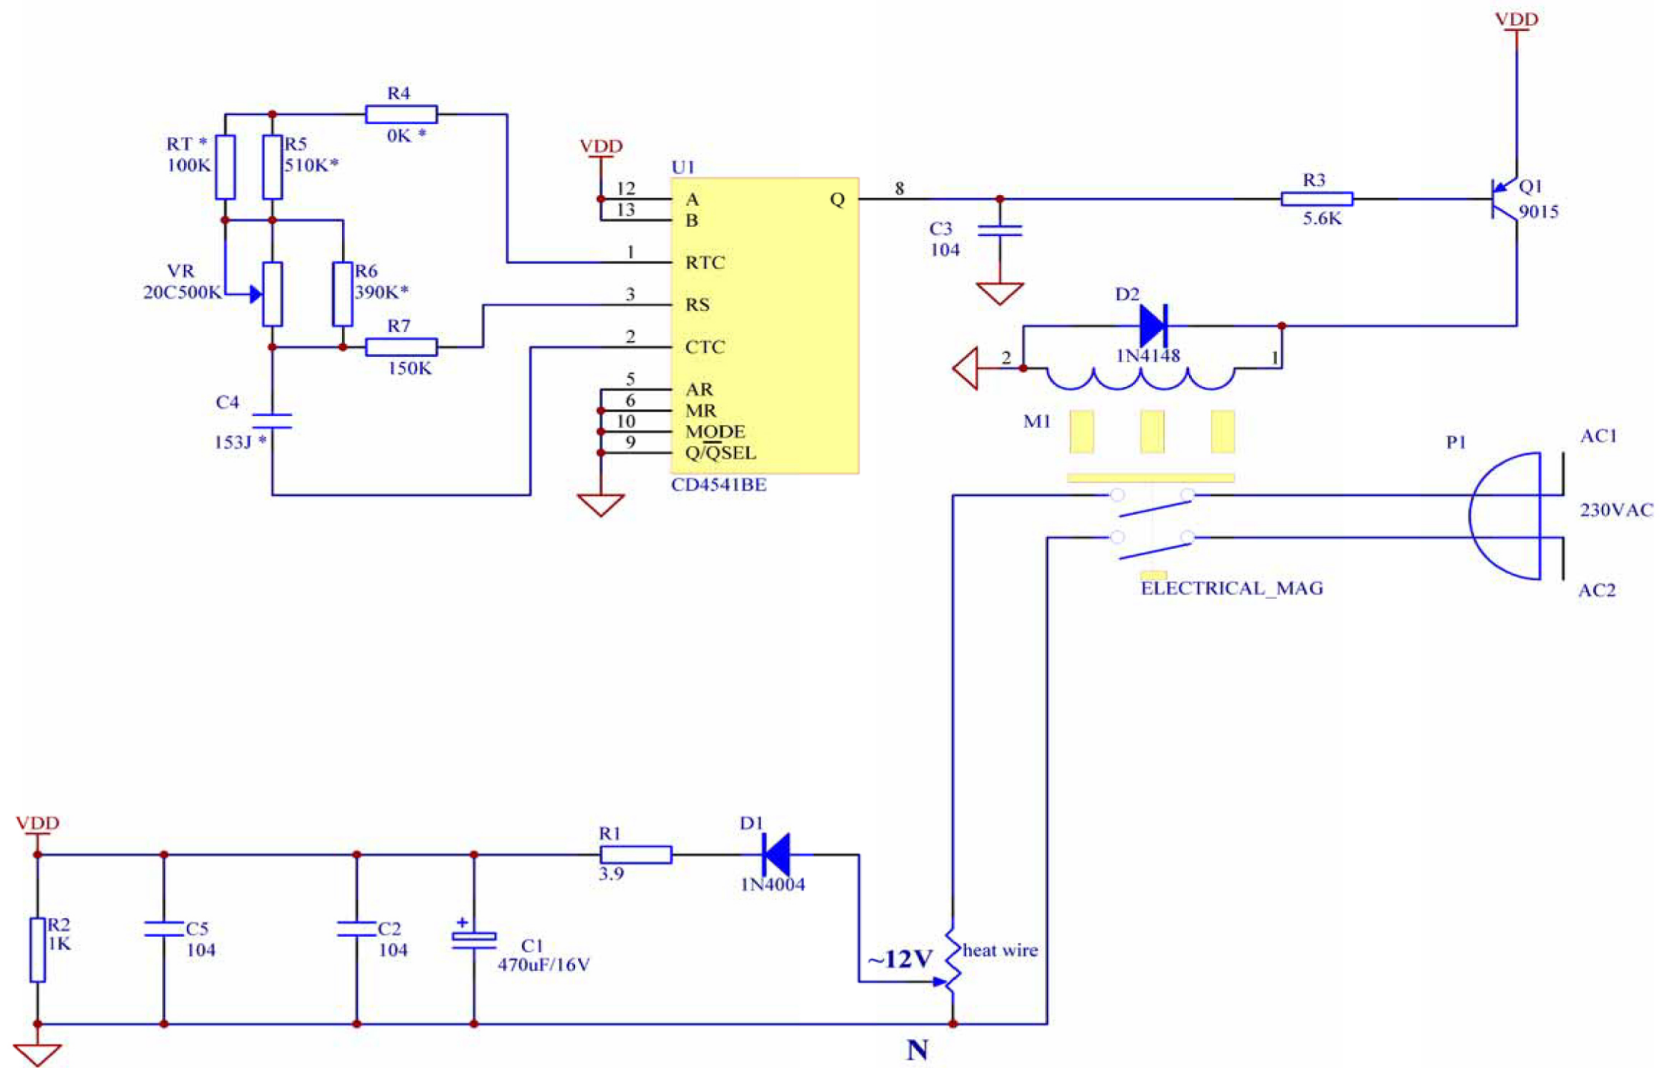 VDD
R4
0K *
RT *
100K
R5
510K*
VDD
U1
12
A
13
B
Q
8
R3
5.6K
Q1
9015
C3
104
1
RTC
VR
20C500K
R6
390K*
3
RS
R7
150K
2
CTC
D2
1N4148
2
1
5
AR
6
MR
10
MODE
9
Q/QSEL
CD4541BE
C4
153J *
M1
P1
AC1
230VAC
AC2
ELECTRICAL_MAG
VDD
R1
3.9
D1
1N4004
R2
1K
C5
104
C2
104
+
C1
470uF/16V
~12V
heat wire
N